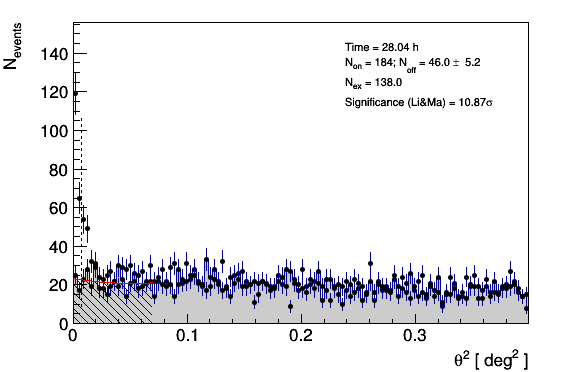 N_events
140
120
100
80
60
40
20
0
Time = 28.04 h
N_on = 184; N_off = 46.0 ± 5.2
N_ex = 138.0
Significance (Li&Ma) = 10.87σ
0 0.1 0.2 0.3
θ² [ deg² ]